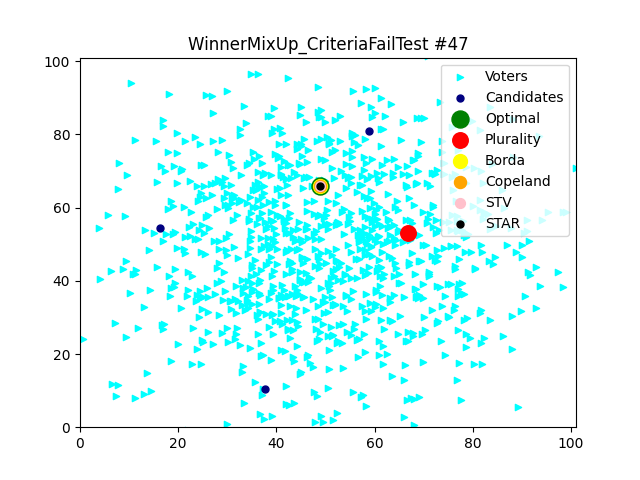 WinnerMixUp_CriteriaFailTest #47
100
80
60
40
20
0
0
20
40
60
80
100
Voters
Candidates
Optimal
Plurality
Borda
Copeland
STV
STAR